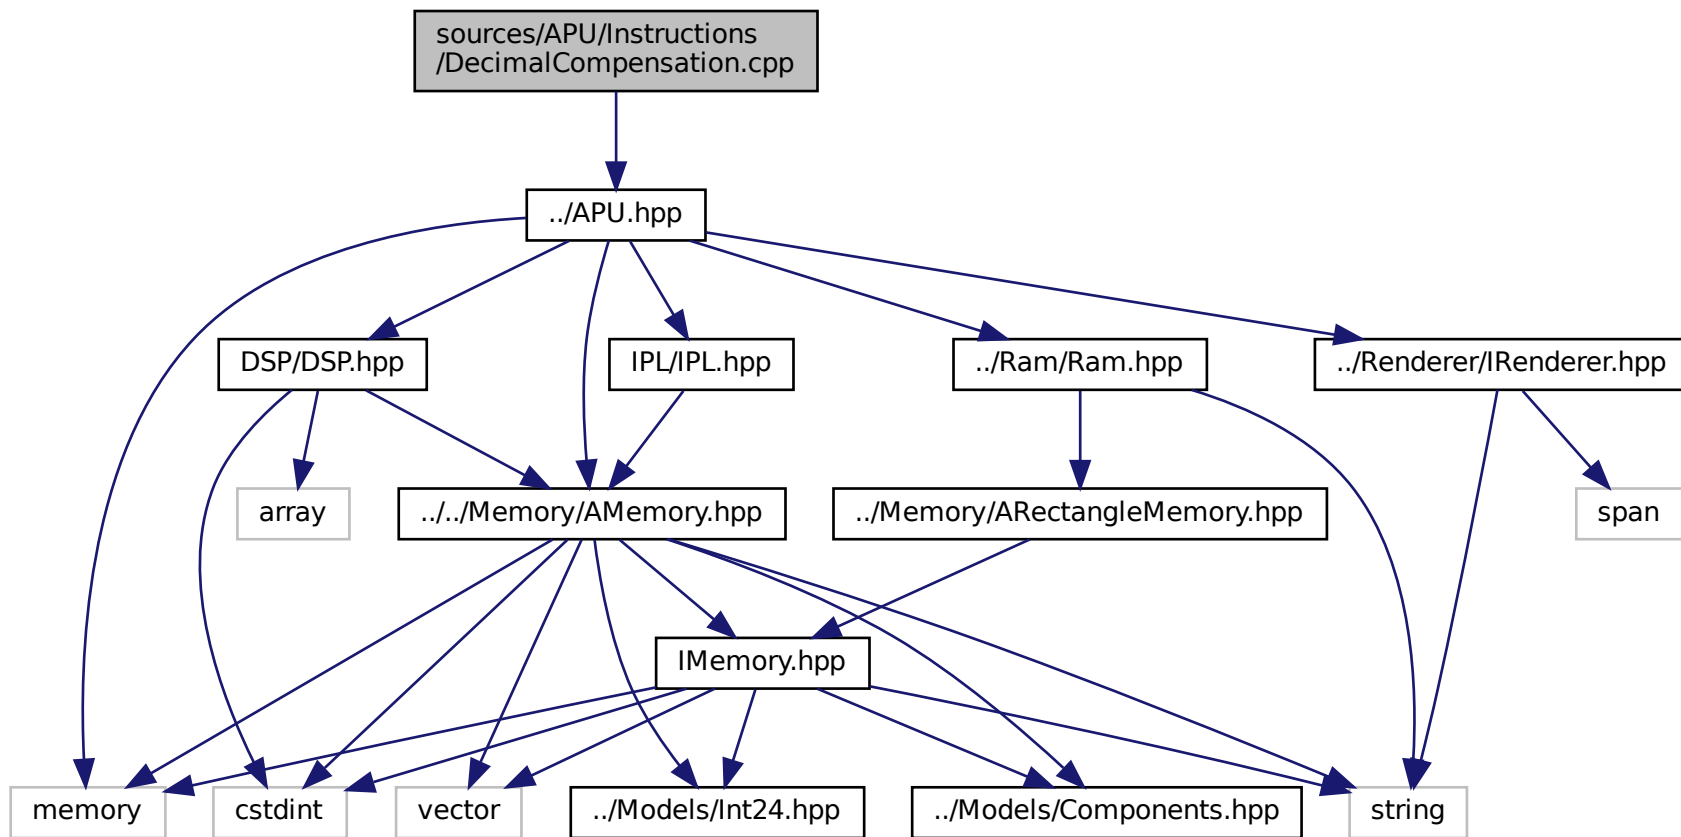 sources/APU/Instructions
/DecimalCompensation.cpp
../APU.hpp
DSP/DSP.hpp
IPL/IPL.hpp
../Ram/Ram.hpp
../Renderer/IRenderer.hpp
array
../../Memory/AMemory.hpp
../Memory/ARectangleMemory.hpp
span
IMemory.hpp
memory
cstdint
vector
../Models/Int24.hpp
../Models/Components.hpp
string